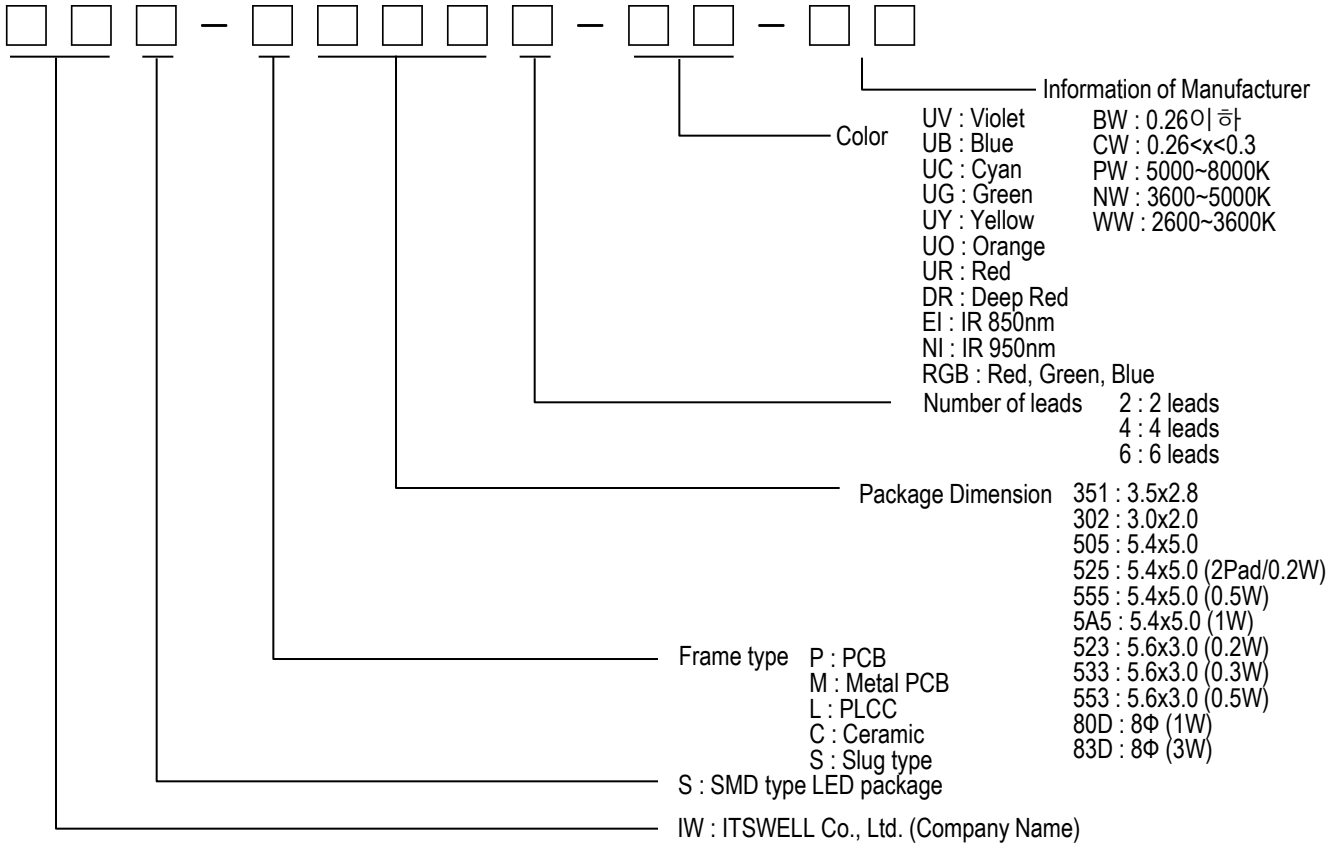 Information of Manufacturer
Color
UV : Violet
UB : Blue
UC : Cyan
UG : Green
UY : Yellow
UO : Orange
UR : Red
DR : Deep Red
EI : IR 850nm
NI : IR 950nm
RGB : Red, Green, Blue
BW : 0.26이하
CW : 0.26<x<0.3
PW : 5000~8000K
NW : 3600~5000K
WW : 2600~3600K
Number of leads
2 : 2 leads
4 : 4 leads
6 : 6 leads
Package Dimension
351 : 3.5x2.8
302 : 3.0x2.0
505 : 5.4x5.0
525 : 5.4x5.0 (2Pad/0.2W)
555 : 5.4x5.0 (0.5W)
5A5 : 5.4x5.0 (1W)
523 : 5.6x3.0 (0.2W)
533 : 5.6x3.0 (0.3W)
553 : 5.6x3.0 (0.5W)
80D : 8Φ (1W)
83D : 8Φ (3W)
Frame type
P : PCB
M : Metal PCB
L : PLCC
C : Ceramic
S : Slug type
S : SMD type LED package
IW : ITSWELL Co., Ltd. (Company Name)